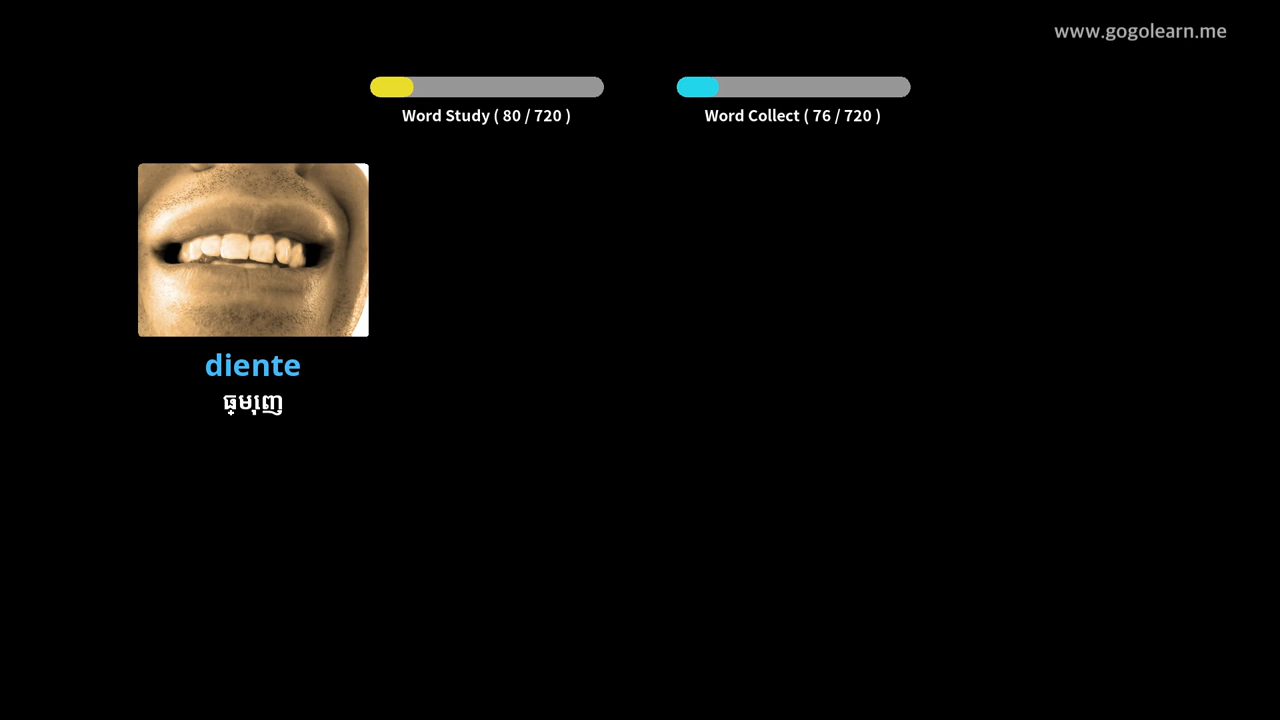 www.gogolearn.me
Word Study ( 80 / 720 )
Word Collect ( 76 / 720 )
diente
ធ្មេញ